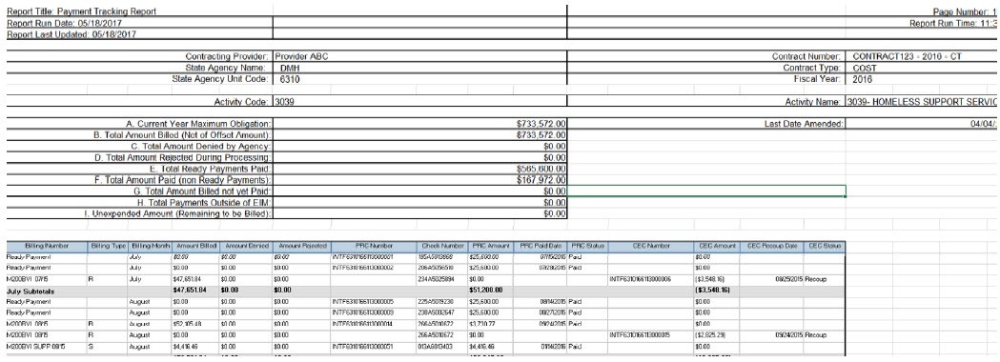 Report Title: Payment Tracking Report Page Number: 1
Report Run Date: 05/18/2017 Report Run Time: 11:3
Report Last Updated: 05/18/2017
Contracting Provider: Provider ABC Contract Number: CONTRACT123 - 2016 - CT
State Agency Name: DMH Contract Type: COST
State Agency Unit Code: 6310 Fiscal Year: 2016
Activity Code: 3039 Activity Name: 3039- HOMELESS SUPPORT SERVIC
A. Current Year Maximum Obligation: $733,572.00 Last Date Amended: 04/04/
B. Total Amount Billed (Net of Offset Amount): $733,572.00
C. Total Amount Denied by Agency: $0.00
D. Total Amount Rejected During Processing: $0.00
E. Total Ready Payments Paid: $565,600.00
F. Total Amount Paid (non Ready Payments): $167,972.00
G. Total Amount Billed not yet Paid: $0.00
H. Total Payments Outside of EIM: $0.00
I. Unexpended Amount (Remaining to be Billed): $0.00
Billing Number Billing Type Billing Month Amount Billed Amount Denied Amount Rejected PRC Number Check Number PRC Amount PRC Paid Date PRC Status CEC Number CEC Amount CEC Recoup Date CEC Status
Ready Payment July $0.00 $0.00 $0.00 $25,600.00 07/15/2015 Paid $0.00
Ready Payment July $0.00 $0.00 $0.00 $25,600.00 07/28/2015 Paid $0.00
M200BVI 0715 R July $47,651.84 $0.00 $0.00 234A5025894 $0.00 INTF6310166113000006 ($3,548.16) 08/25/2015 Recoup
July Subtotals $47,651.84 $0.00 $0.00 $51,200.00 ($3,548.16)
Ready Payment August $0.00 $0.00 $0.00 225A5019230 $25,600.00 08/14/2015 Paid $0.00
Ready Payment August $0.00 $0.00 $0.00 238A5002647 $25,600.00 08/27/2015 Paid $0.00
M200BVI 0815 R August $52,105.48 $0.00 $0.00 266A5010672 $3,730.77 09/24/2015 Paid $0.00
M200BVI 0815 R August $0.00 $0.00 $0.00 266A5010672 $0.00 INTF6310166113000015 ($2,825.29) 09/24/2015 Recoup
M200BVI SUPP 0815 S August $4,416.46 $0.00 $0.00 013A6013403 $4,416.46 01/14/2016 Paid $0.00